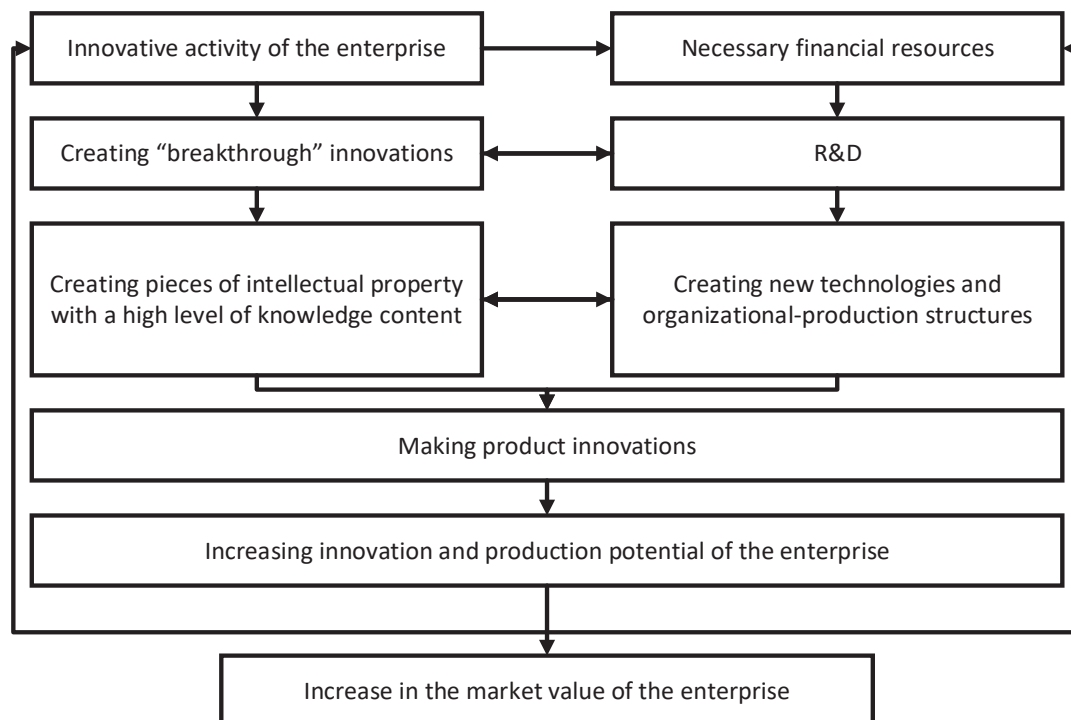 Innovative activity of the enterprise
Necessary financial resources
Creating “breakthrough” innovations
R&D
Creating pieces of intellectual property
with a high level of knowledge content
Creating new technologies and
organizational-production structures
Making product innovations
Increasing innovation and production potential of the enterprise
Increase in the market value of the enterprise